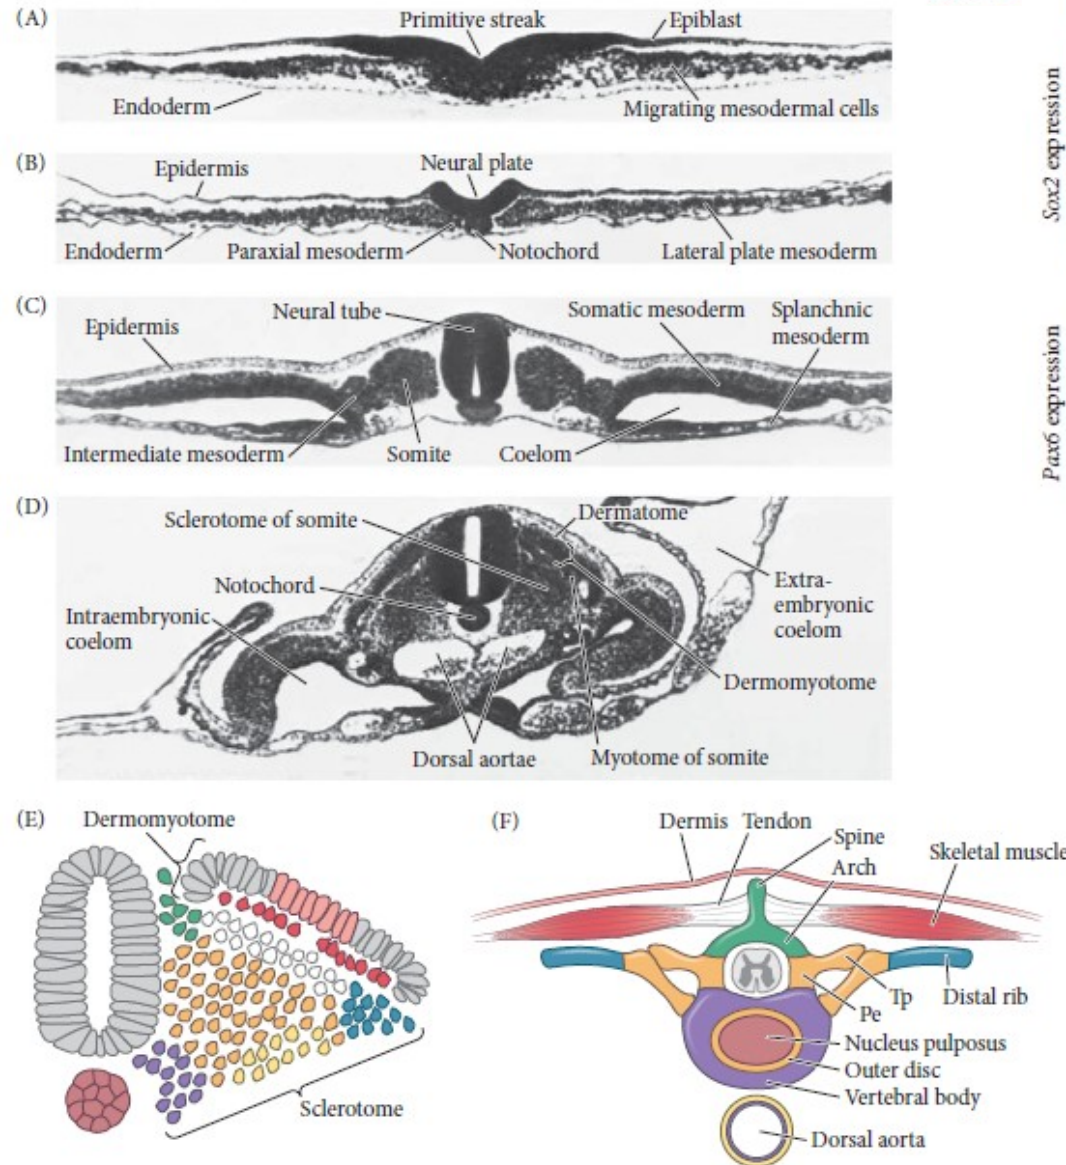 (A)
Primitive streak
Epiblast
Endoderm
Migrating mesodermal cells
Sox2 expression
(B)
Epidermis
Neural plate
Endoderm
Paraxial mesoderm
Notochord
Lateral plate mesoderm
(C)
Epidermis
Neural tube
Somatic mesoderm
Splanchnic
mesoderm
Intermediate mesoderm
Somite
Coelom
Pax6 expression
(D)
Sclerotome of somite
Dermatome
Notochord
Intraembryonic
coelom
Extra-
embryonic
coelom
Dermomyotome
Dorsal aortae
Myotome of somite
(E)
Dermomyotome
Sclerotome
(F)
Dermis
Tendon
Spine
Arch
Skeletal muscle
Tp
Distal rib
Pe
Nucleus pulposus
Outer disc
Vertebral body
Dorsal aorta